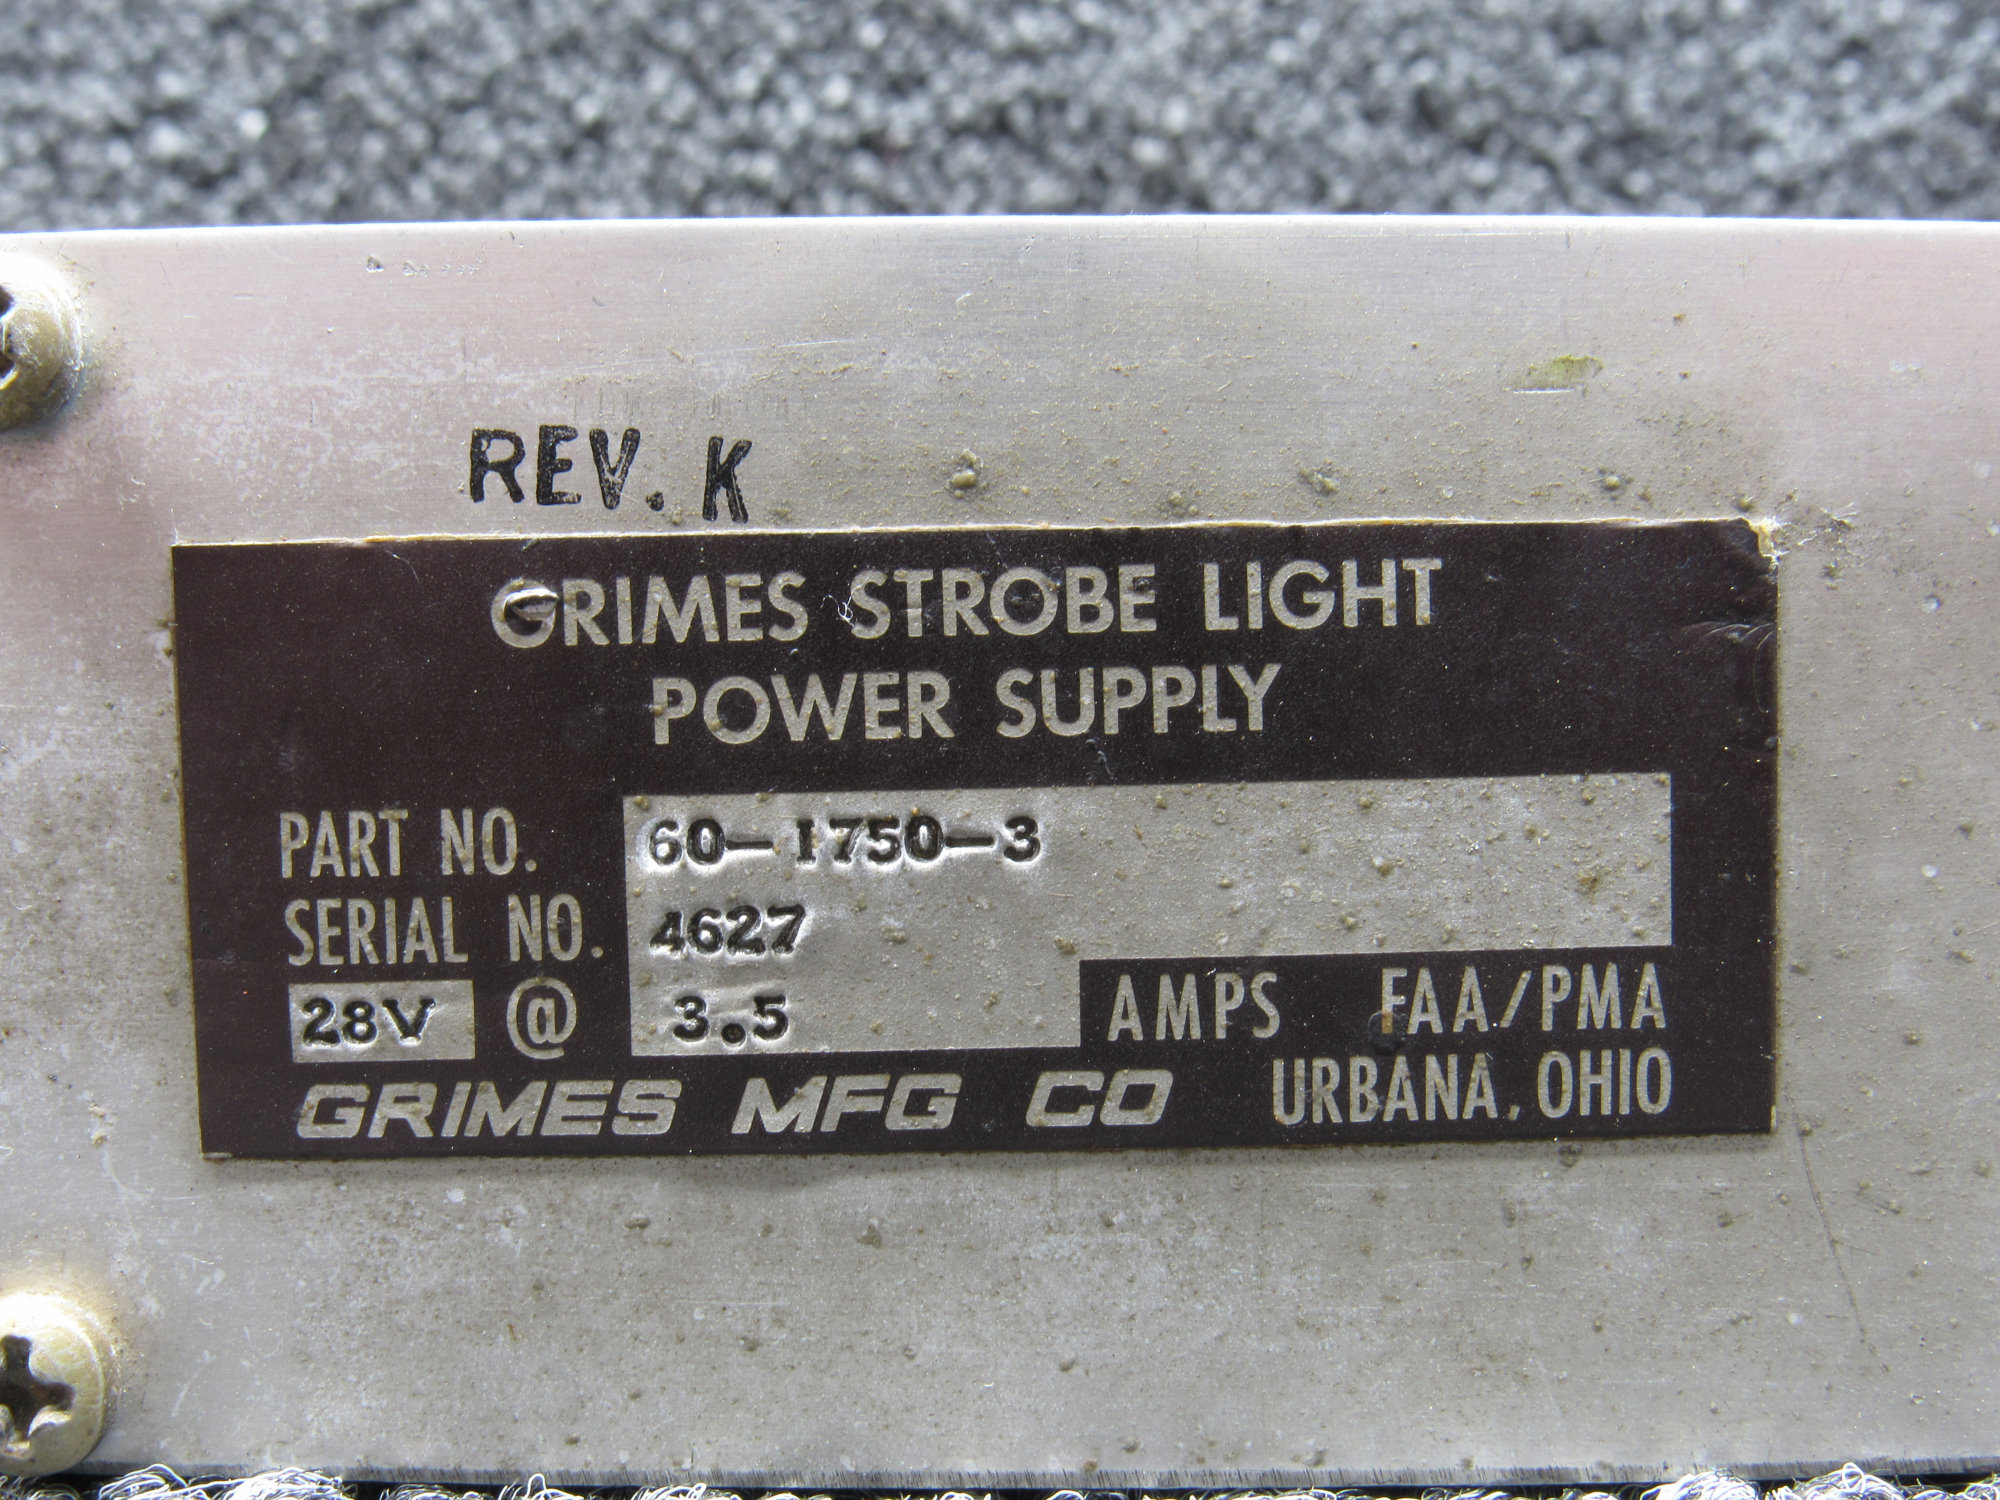 REV. K
GRIMES STROBE LIGHT
POWER SUPPLY
PART NO. 60-1750-3
SERIAL NO. 4627
28V @ 3.5 AMPS FAA/PMA
GRIMES MFG CO URBANA, OHIO